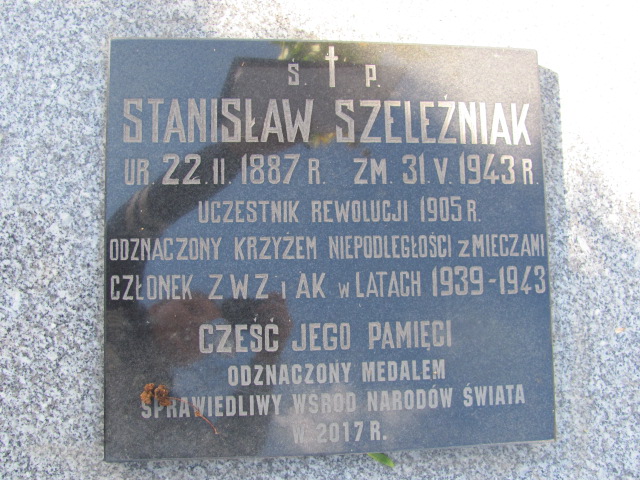 Ś. P.
STANISŁAW SZELEŹNIAK
UR 22.II 1887 R. ZM. 31 V. 1943 R.
UCZESTNIK REWOLUCJI 1905 R.
ODZNACZONY KRZYŻEM NIEPODLEGŁOŚCI Z MIECZAMI
CZŁONEK ZWZ i AK w LATACH 1939-1943
CZEŚĆ JEGO PAMIĘCI
ODZNACZONY MEDALEM
SPRAWIEDLIWY WŚRÓD NARODÓW ŚWIATA
W 2017 R.